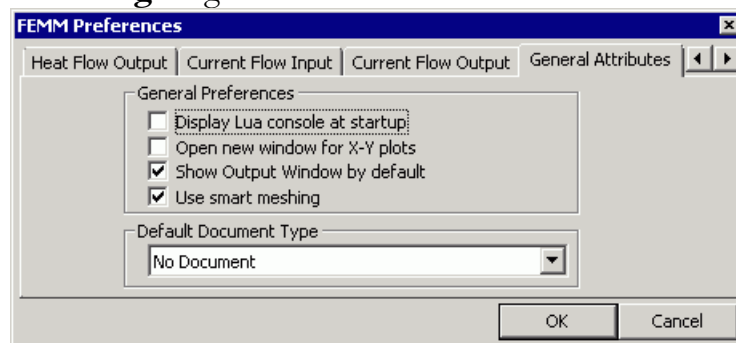 FEMM Preferences
Heat Flow Output Current Flow Input Current Flow Output General Attributes
General Preferences
Display Lua console at startup
Open new window for X-Y plots
Show Output Window by default
Use smart meshing
Default Document Type
No Document
OK Cancel